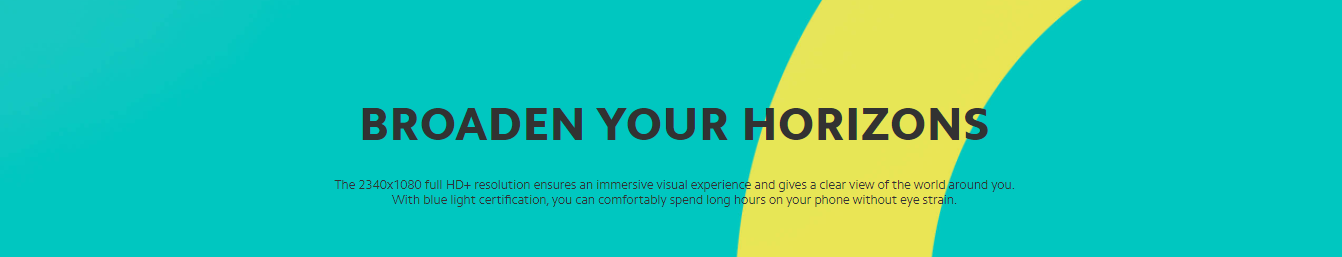 BROADEN YOUR HORIZONS
The 2340x1080 full HD+ resolution ensures an immersive visual experience and gives a clear view of the world around you.
With blue light certification, you can comfortably spend long hours on your phone without eye strain.